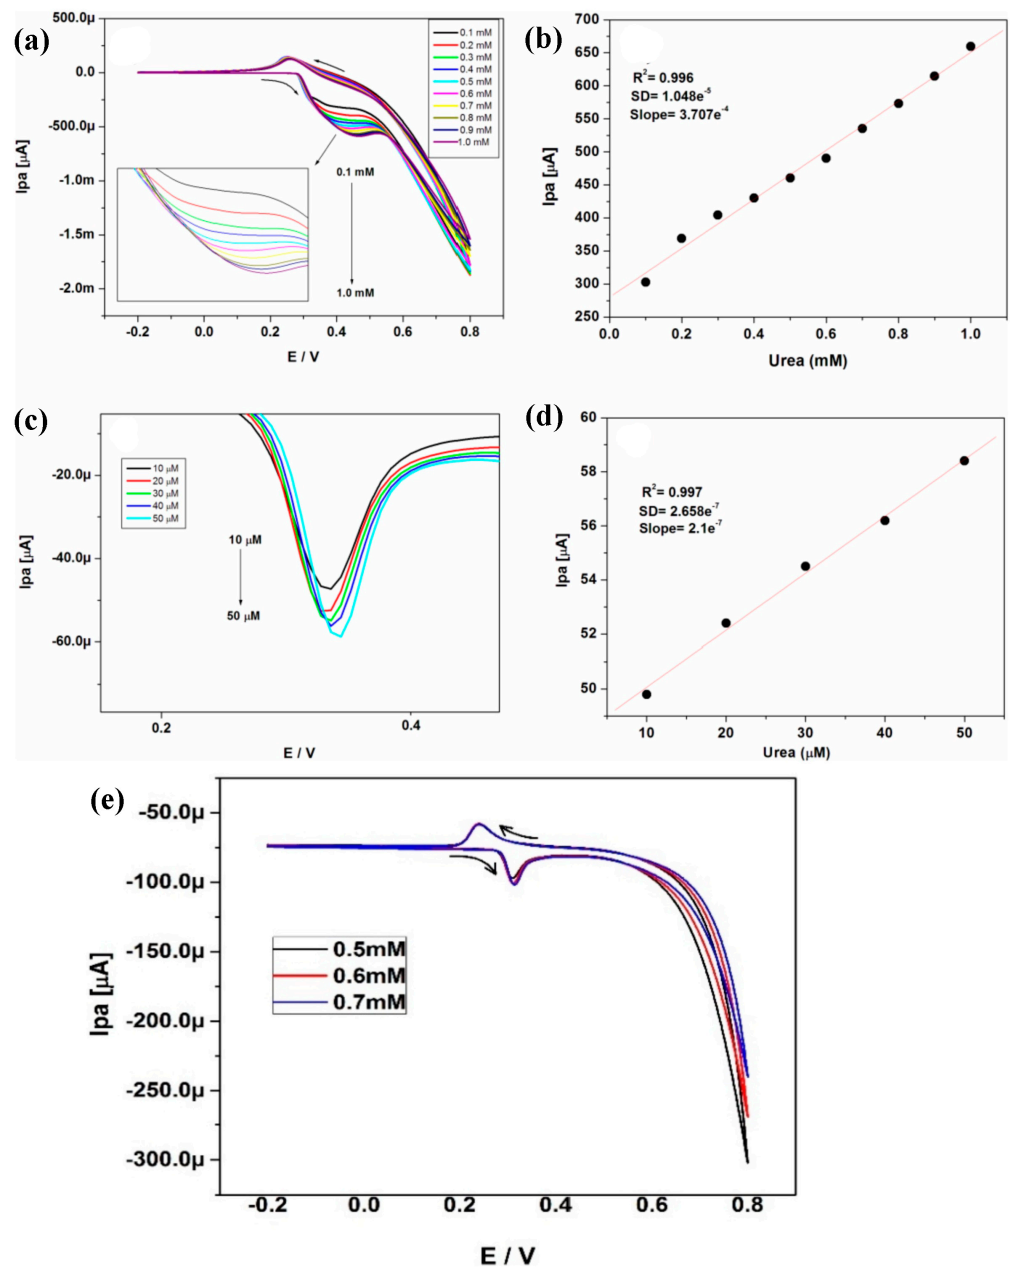 (a)
500.0µ
0.0
-500.0µ
-1.0m
-1.5m
-2.0m
Ipa [µA]
-0.2
0.0
0.2
0.4
0.6
0.8
E / V
0.1 mM
0.2 mM
0.3 mM
0.4 mM
0.5 mM
0.6 mM
0.7 mM
0.8 mM
0.9 mM
1.0 mM
0.1 mM
1.0 mM
(b)
700
650
600
550
500
450
400
350
300
250
Ipa [µA]
R²= 0.996
SD= 1.048e⁻⁵
Slope= 3.707e⁻⁴
0.0
0.2
0.4
0.6
0.8
1.0
Urea (mM)
(c)
-20.0µ
-40.0µ
-60.0µ
Ipa [µA]
10 µM
20 µM
30 µM
40 µM
50 µM
10 µM
50 µM
0.2
0.4
E / V
(d)
60
58
56
54
52
50
Ipa [µA]
R²= 0.997
SD= 2.658e⁻⁷
Slope= 2.1e⁻⁷
10
20
30
40
50
Urea (µM)
(e)
-50.0µ
-100.0µ
-150.0µ
-200.0µ
-250.0µ
-300.0µ
Ipa [µA]
0.5mM
0.6mM
0.7mM
-0.2
0.0
0.2
0.4
0.6
0.8
E / V